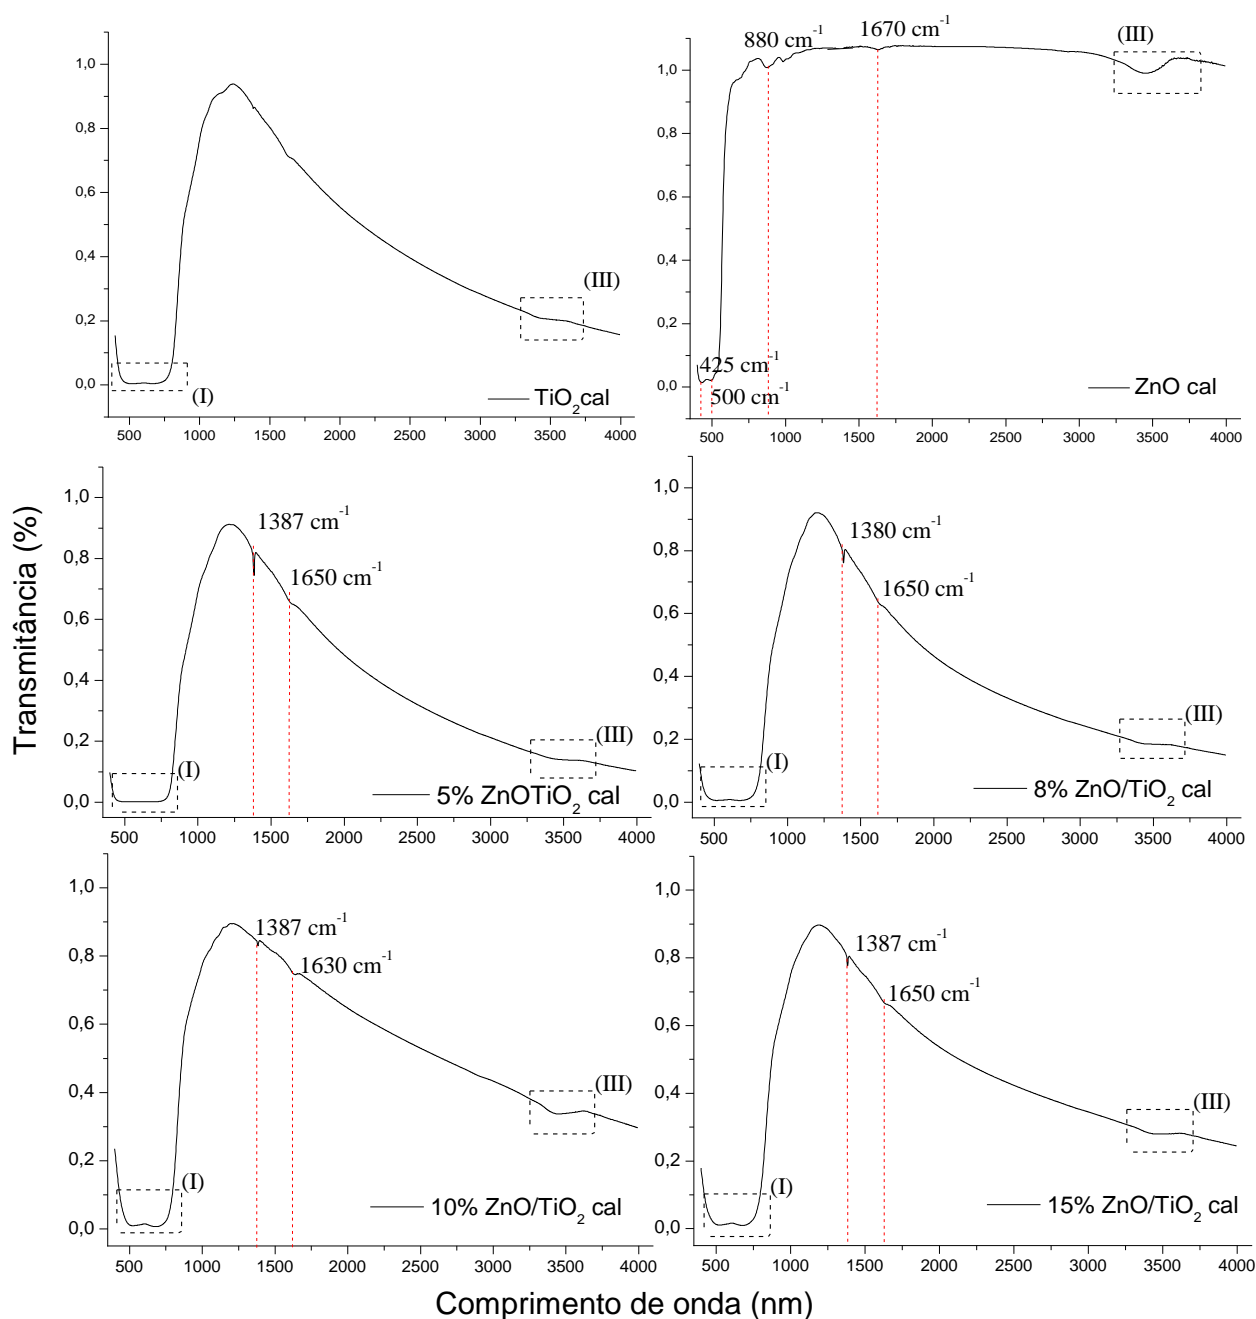 880 cm-1
1670 cm-1
(III)
1,0
0,8
0,6
0,4
0,2
0,0
(III)
(I)
TiO2cal
500 1000 1500 2000 2500 3000 3500 4000
1,0
0,8
0,6
0,4
0,2
0,0
425 cm-1
500 cm-1
ZnO cal
500 1000 1500 2000 2500 3000 3500 4000
Transmitância (%)
1,0
0,8
0,6
0,4
0,2
0,0
1387 cm-1
1650 cm-1
(III)
(I)
5% ZnOTiO2 cal
500 1000 1500 2000 2500 3000 3500 4000
1,0
0,8
0,6
0,4
0,2
0,0
1380 cm-1
1650 cm-1
(III)
(I)
8% ZnO/TiO2 cal
500 1000 1500 2000 2500 3000 3500 4000
1,0
0,8
0,6
0,4
0,2
0,0
1387 cm-1
1630 cm-1
(III)
(I)
10% ZnO/TiO2 cal
500 1000 1500 2000 2500 3000 3500 4000
1,0
0,8
0,6
0,4
0,2
0,0
1387 cm-1
1650 cm-1
(III)
(I)
15% ZnO/TiO2 cal
500 1000 1500 2000 2500 3000 3500 4000
Comprimento de onda (nm)